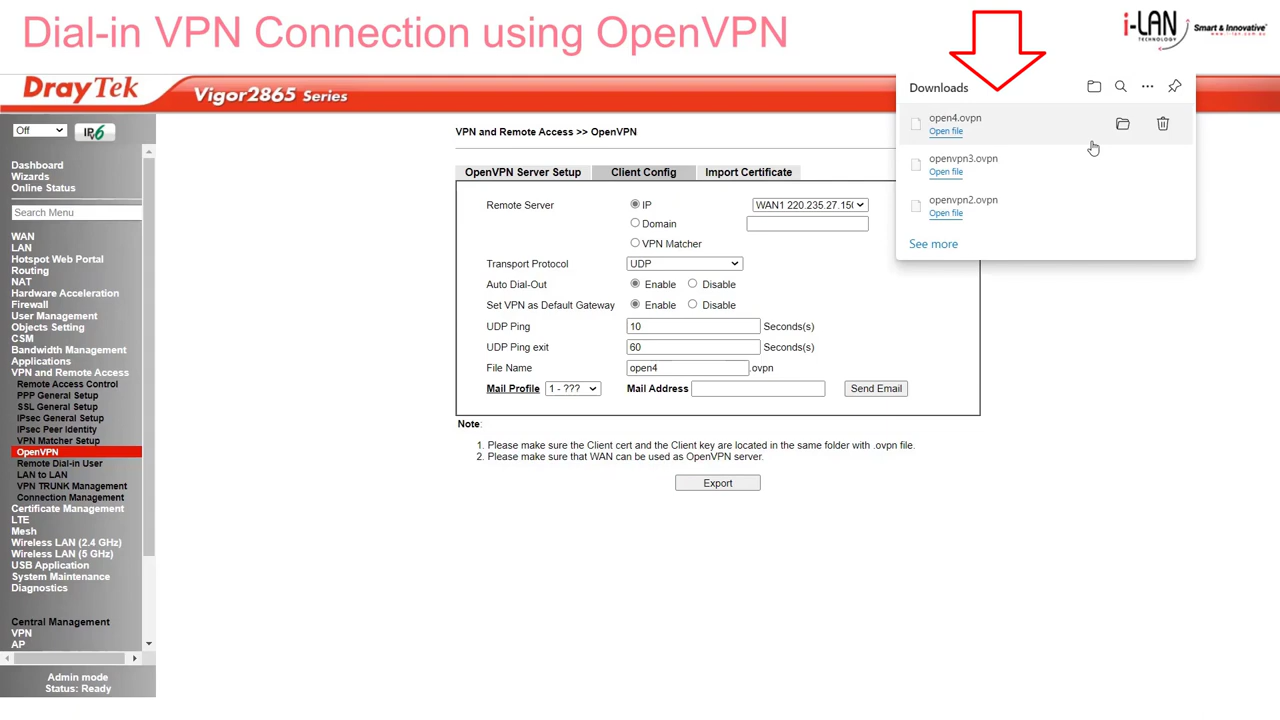 Dial-in VPN Connection using OpenVPN
i-LAN
TECHNOLOGY
Smart & Innovative
DrayTek
Vigor2865 Series
Off
IPv6
Dashboard
Wizards
Online Status
Search Menu
WAN
LAN
Hotspot Web Portal
Routing
NAT
Hardware Acceleration
Firewall
User Management
Objects Setting
CSM
Bandwidth Management
Applications
VPN and Remote Access
Remote Access Control
PPP General Setup
SSL General Setup
IPsec General Setup
IPsec Peer Identity
VPN Matcher Setup
OpenVPN
Remote Dial-in User
LAN to LAN
VPN TRUNK Management
Connection Management
Certificate Management
LTE
Mesh
Wireless LAN (2.4 GHz)
Wireless LAN (5 GHz)
USB Application
System Maintenance
Diagnostics
Central Management
VPN
AP
Admin mode
Status: Ready
VPN and Remote Access >> OpenVPN
OpenVPN Server Setup Client Config Import Certificate
Remote Server IP WAN1 220.235.27.15
Domain
VPN Matcher
Transport Protocol UDP
Auto Dial-Out Enable Disable
Set VPN as Default Gateway Enable Disable
UDP Ping 10 Seconds(s)
UDP Ping exit 60 Seconds(s)
File Name open4 .ovpn
Mail Profile 1 - ??? Mail Address Send Email
Note:
1. Please make sure the Client cert and the Client key are located in the same folder with .ovpn file.
2. Please make sure that WAN can be used as OpenVPN server.
Export
Downloads
open4.ovpn
Open file
openvpn3.ovpn
Open file
openvpn2.ovpn
Open file
See more